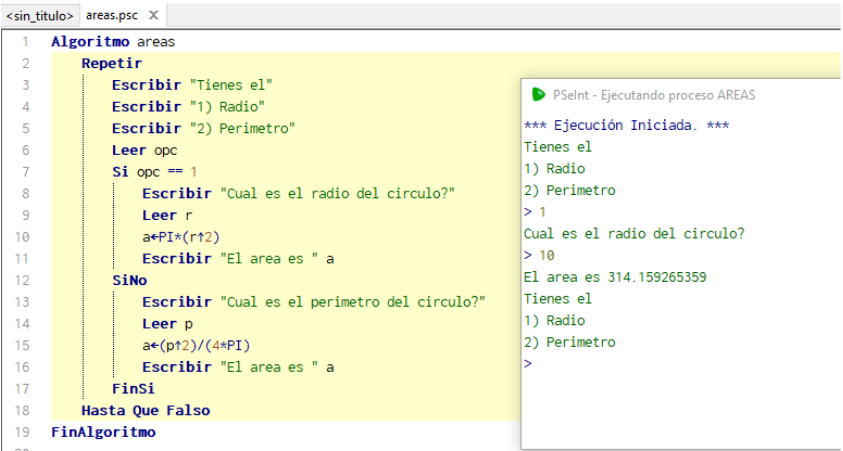 <sin_titulo> areas.psc X
1 Algoritmo areas
2 Repetir
3 Escribir "Tienes el"
4 Escribir "1) Radio"
5 Escribir "2) Perimetro"
6 Leer opc
7 Si opc == 1
8 Escribir "Cual es el radio del circulo?"
9 Leer r
10 a←PI*(r↑2)
11 Escribir "El area es " a
12 SiNo
13 Escribir "Cual es el perimetro del circulo?"
14 Leer p
15 a←(p↑2)/(4*PI)
16 Escribir "El area es " a
17 FinSi
18 Hasta Que Falso
19 FinAlgoritmo
PSeInt - Ejecutando proceso AREAS
*** Ejecución Iniciada. ***
Tienes el
1) Radio
2) Perimetro
> 1
Cual es el radio del circulo?
> 10
El area es 314.159265359
Tienes el
1) Radio
2) Perimetro
>